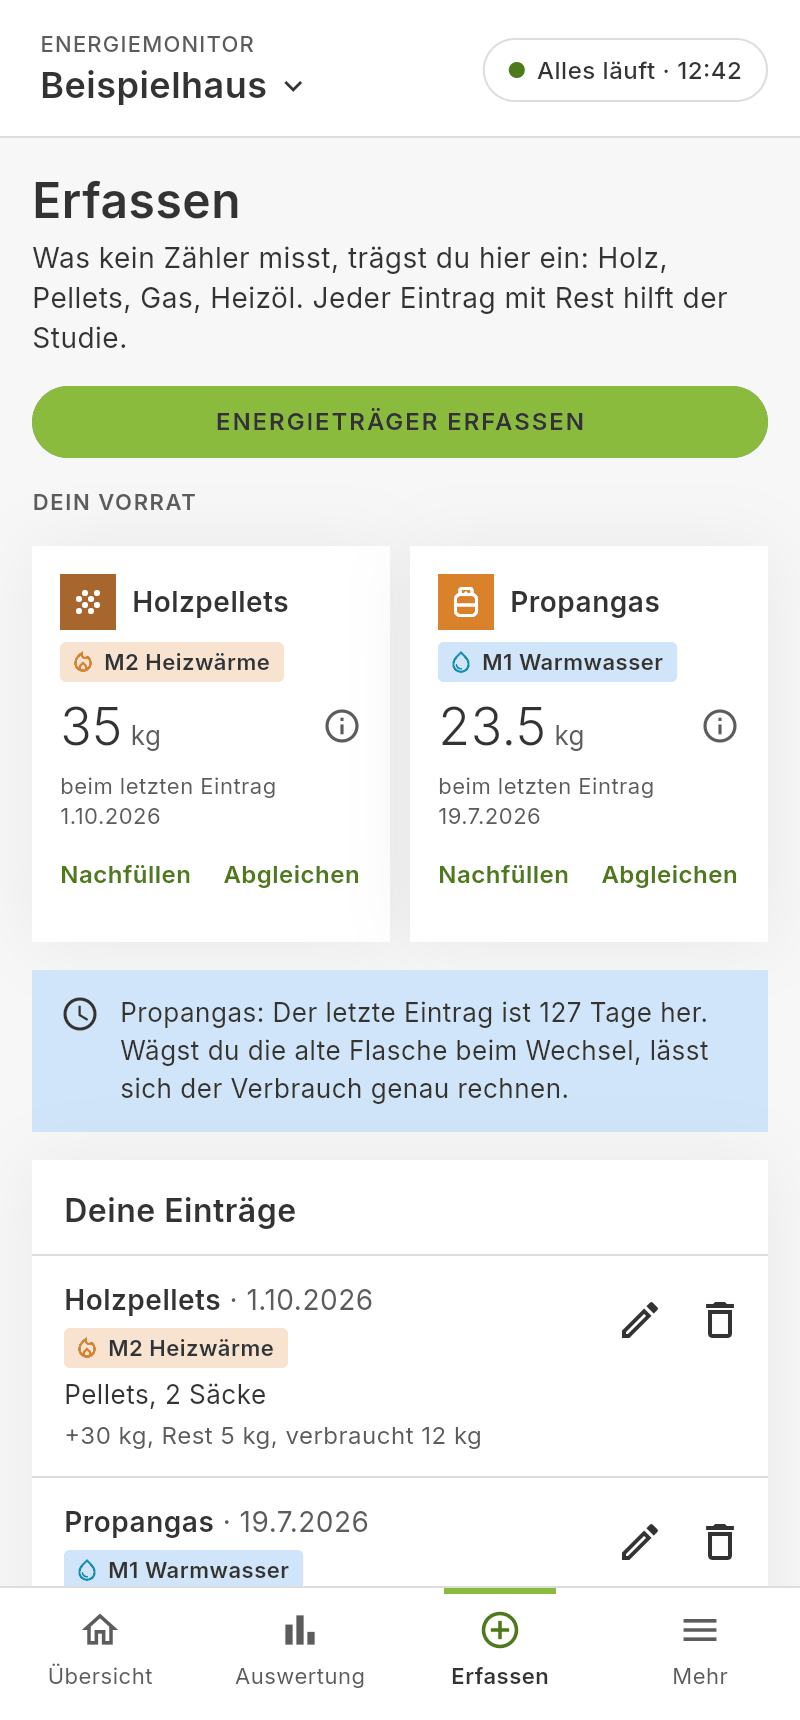 ENERGIEMONITOR
Beispielhaus
Alles läuft · 12:42
Erfassen
Was kein Zähler misst, trägst du hier ein: Holz,
Pellets, Gas, Heizöl. Jeder Eintrag mit Rest hilft der
Studie.
ENERGIETRÄGER ERFASSEN
DEIN VORRAT
Holzpellets
M2 Heizwärme
35 kg
beim letzten Eintrag
1.10.2026
Nachfüllen Abgleichen
Propangas
M1 Warmwasser
23.5 kg
beim letzten Eintrag
19.7.2026
Nachfüllen Abgleichen
Propangas: Der letzte Eintrag ist 127 Tage her.
Wägst du die alte Flasche beim Wechsel, lässt
sich der Verbrauch genau rechnen.
Deine Einträge
Holzpellets · 1.10.2026
M2 Heizwärme
Pellets, 2 Säcke
+30 kg, Rest 5 kg, verbraucht 12 kg
Propangas · 19.7.2026
M1 Warmwasser
Übersicht
Auswertung
Erfassen
Mehr